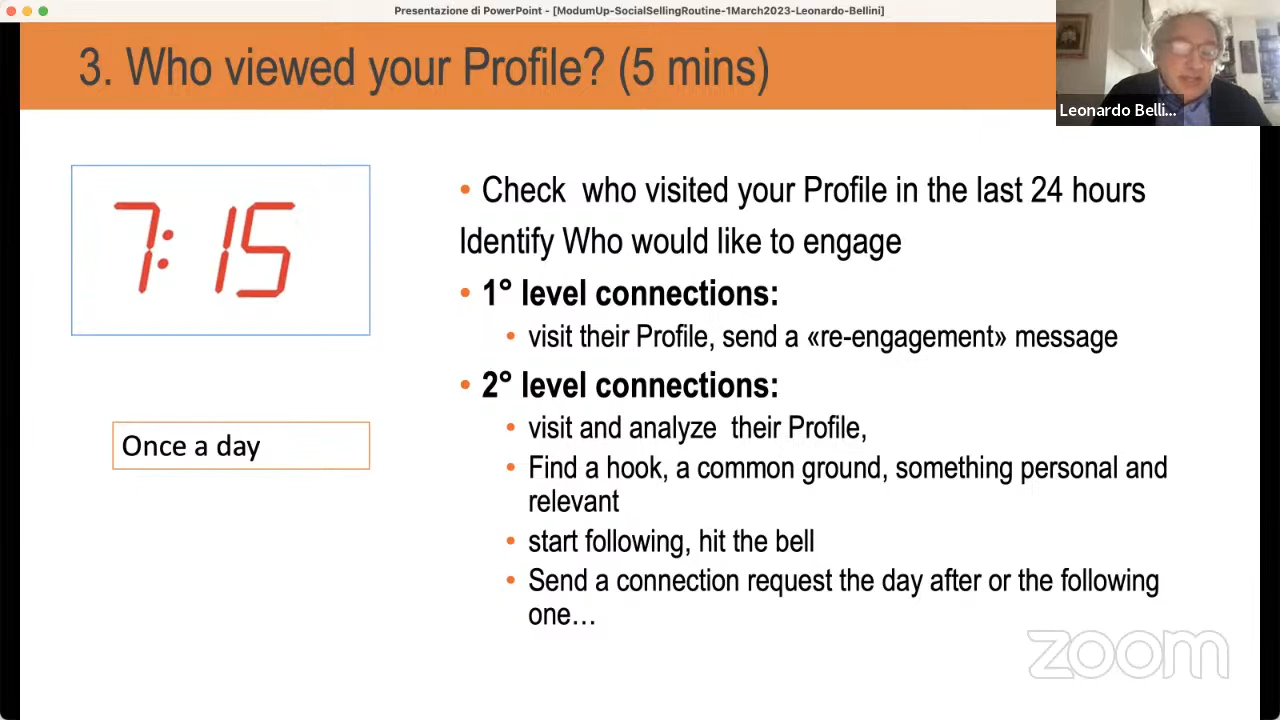 Presentazione di PowerPoint - [ModumUp-SocialSellingRoutine-1March2023-Leonardo-Bellini]
3. Who viewed your Profile? (5 mins)
Leonardo Belli...
7:15
Once a day
• Check who visited your Profile in the last 24 hours
Identify Who would like to engage
• 1° level connections:
• visit their Profile, send a «re-engagement» message
• 2° level connections:
• visit and analyze their Profile,
• Find a hook, a common ground, something personal and
relevant
• start following, hit the bell
• Send a connection request the day after or the following
one…
zoom